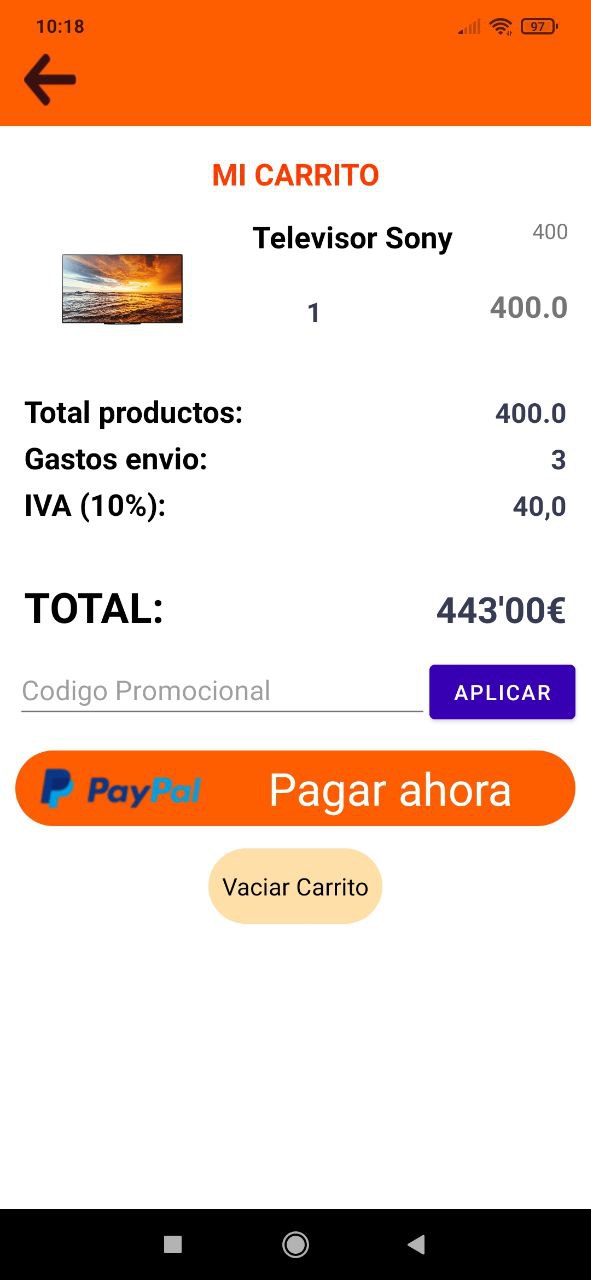 10:18
97
MI CARRITO
Televisor Sony 400
1 400.0
Total productos: 400.0
Gastos envio: 3
IVA (10%): 40,0
TOTAL: 443'00€
Codigo Promocional APLICAR
PayPal Pagar ahora
Vaciar Carrito